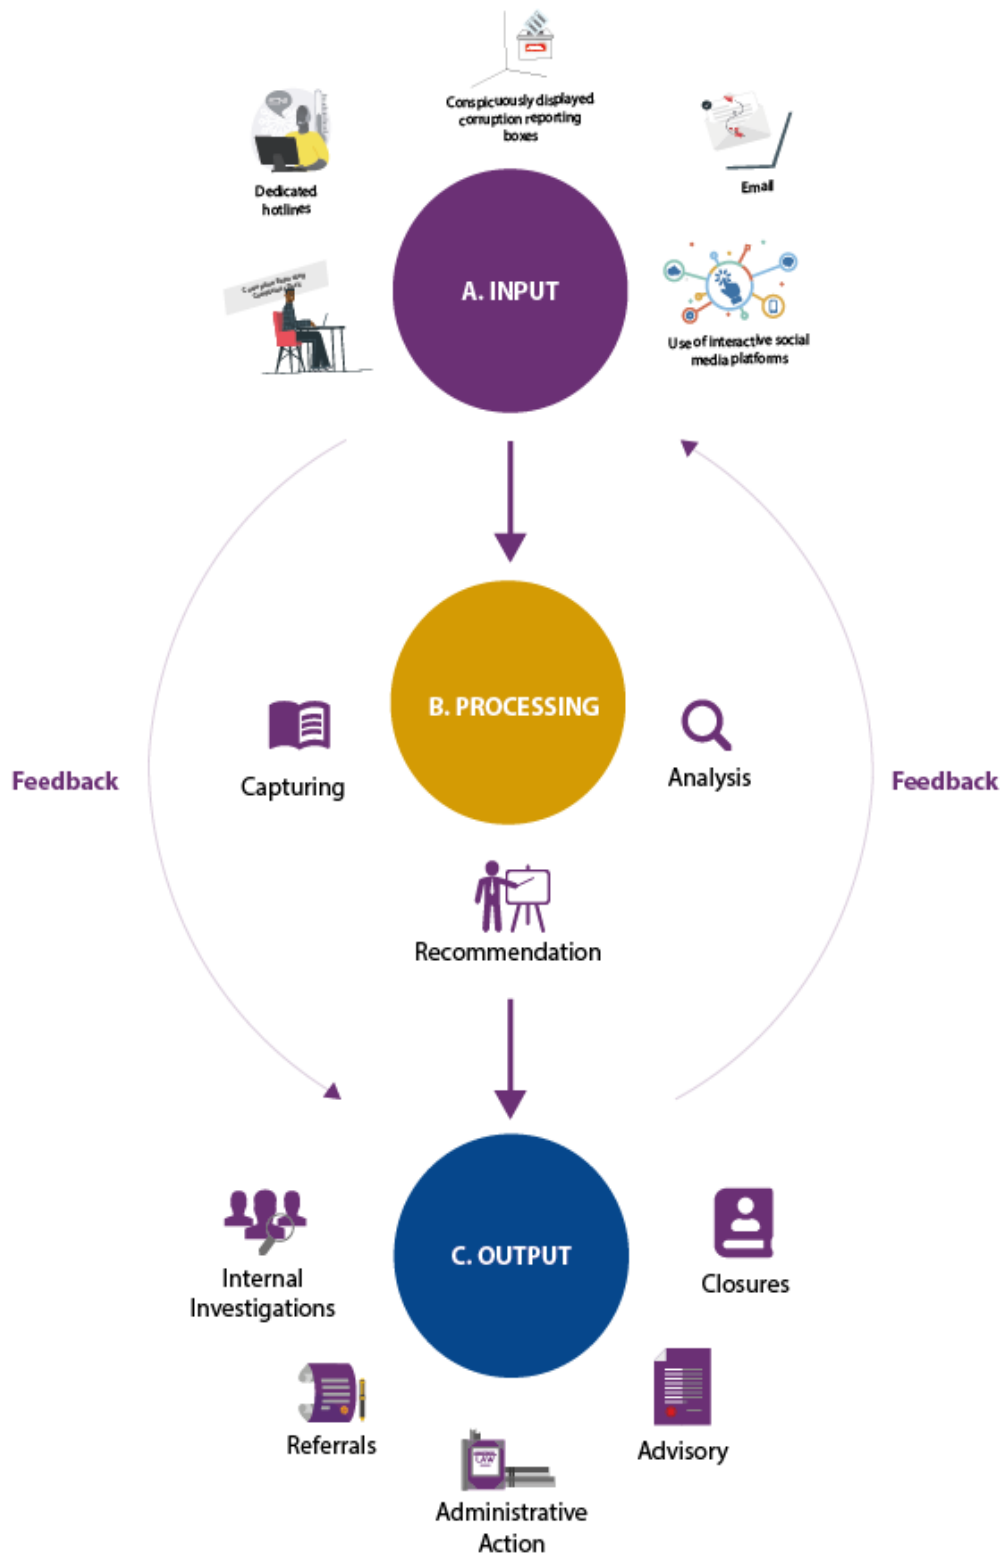 Conspicuously displayed
corruption reporting
boxes
Dedicated
hotlines
Email
A. INPUT
Use of interactive social
media platforms
B. PROCESSING
Capturing
Analysis
Feedback
Feedback
Recommendation
C. OUTPUT
Internal
Investigations
Closures
Referrals
Advisory
LAW
Administrative
Action